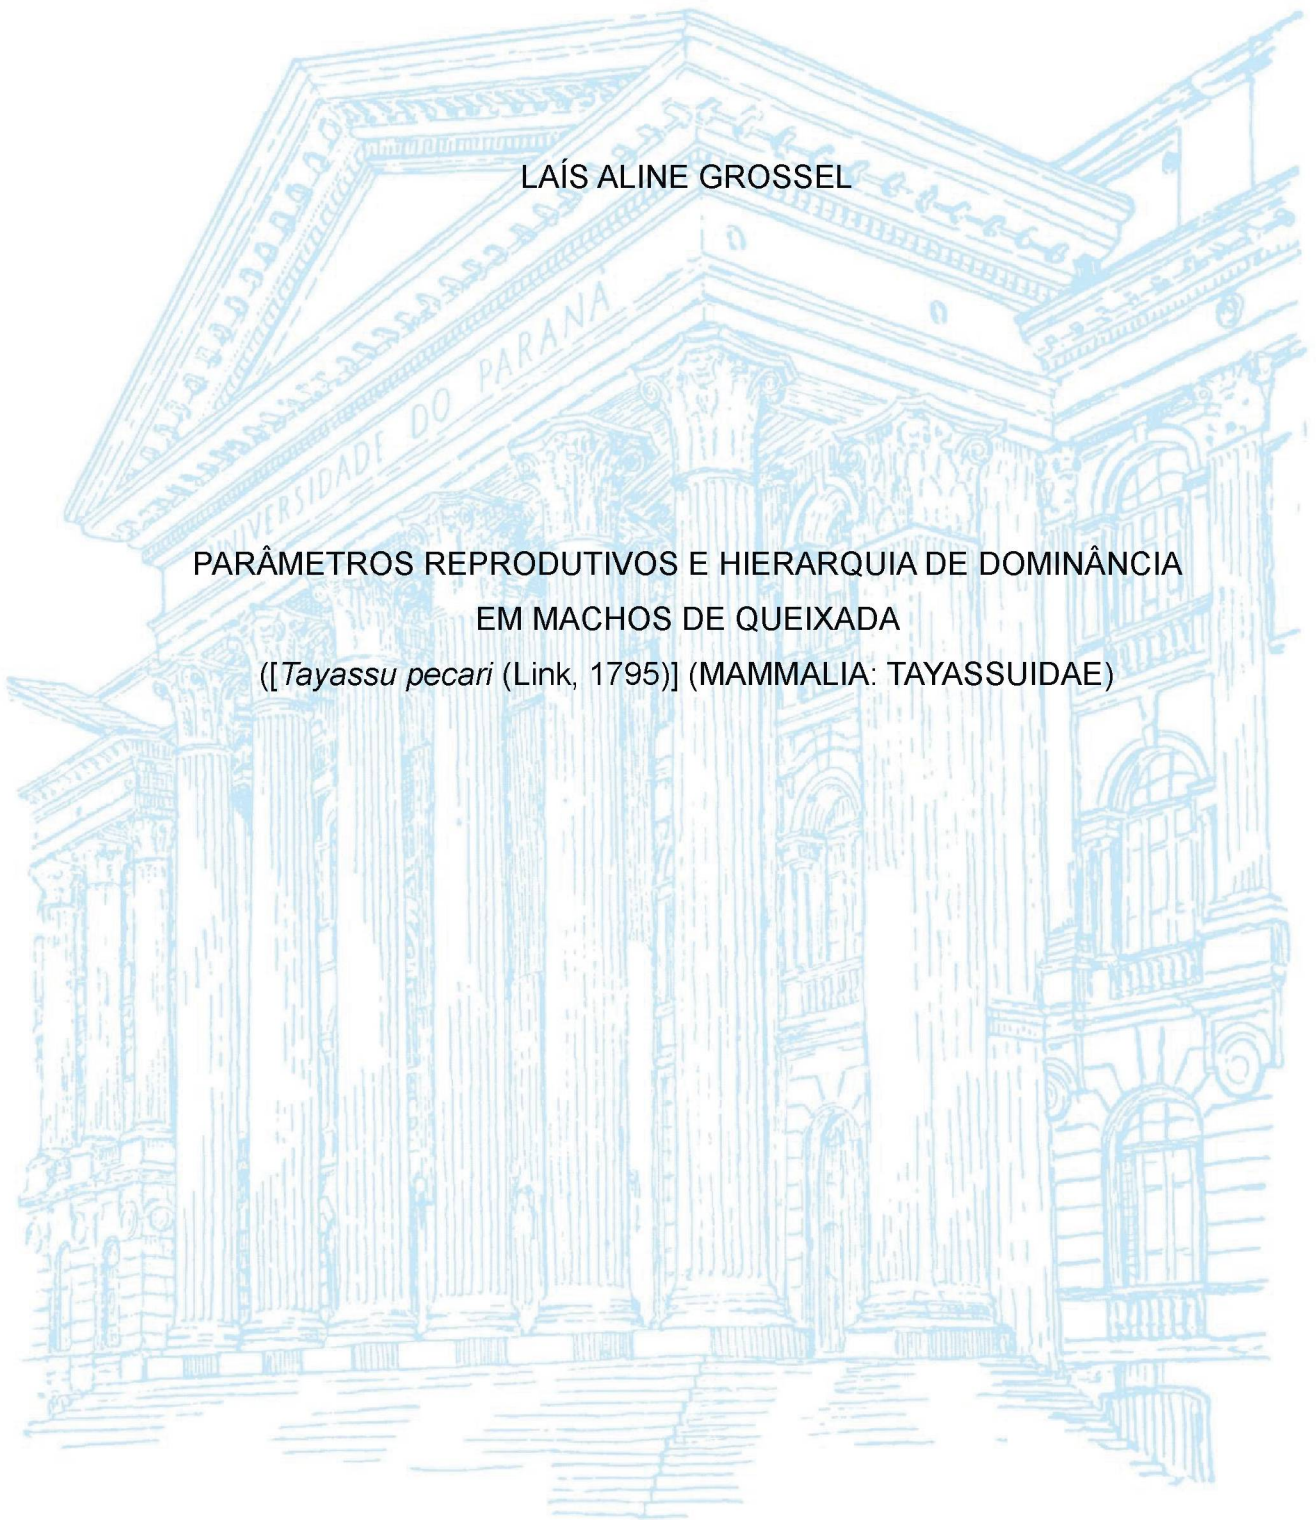 LAÍS ALINE GROSSEL
UNIVERSIDADE DO PARANÁ
PARÂMETROS REPRODUTIVOS E HIERARQUIA DE DOMINÂNCIA
EM MACHOS DE QUEIXADA
([Tayassu pecari (Link, 1795)] (MAMMALIA: TAYASSUIDAE)